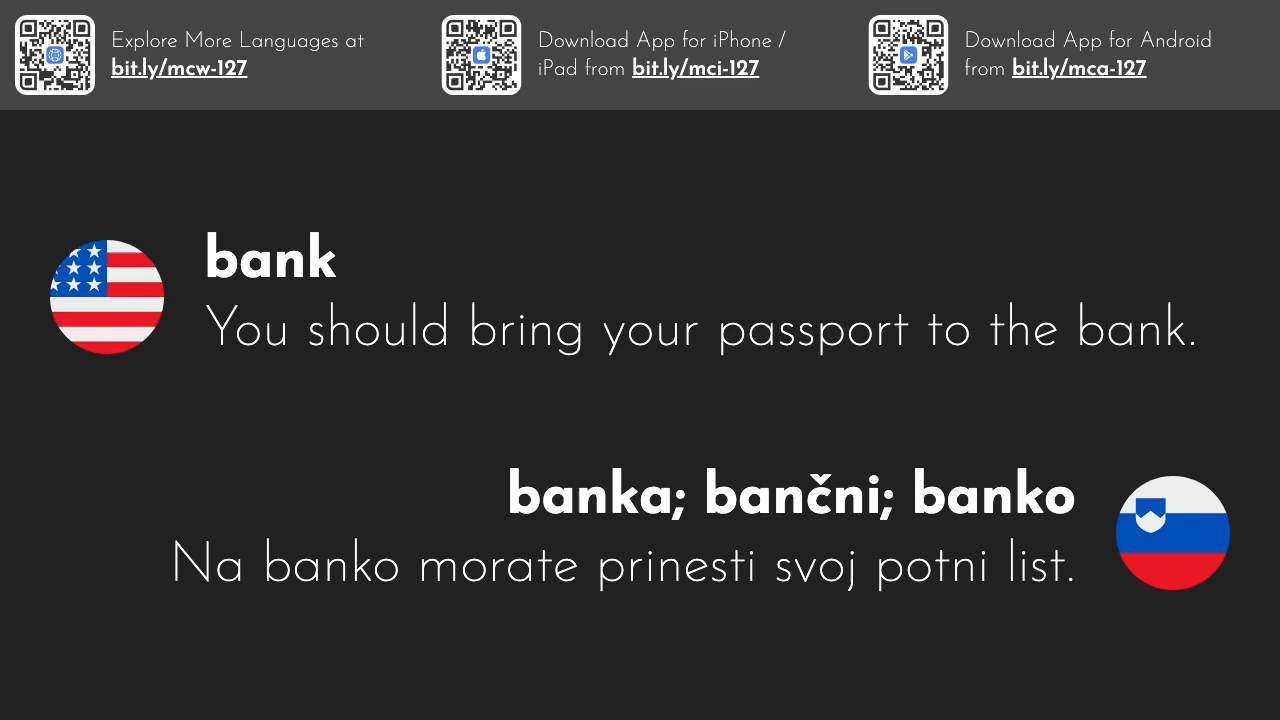 Explore More Languages at
bit.ly/mcw-127
Download App for iPhone /
iPad from bit.ly/mci-127
Download App for Android
from bit.ly/mca-127
bank
You should bring your passport to the bank.
banka; bančni; banko
Na banko morate prinesti svoj potni list.